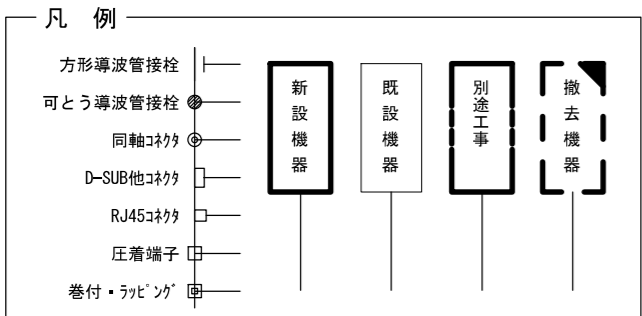 凡 例
方形導波管接栓
可とう導波管接栓
同軸コネクタ
D-SUB他コネクタ
RJ45コネクタ
圧着端子
巻付・ラッピング
新設機器
既設機器
別途工事
撤去機器